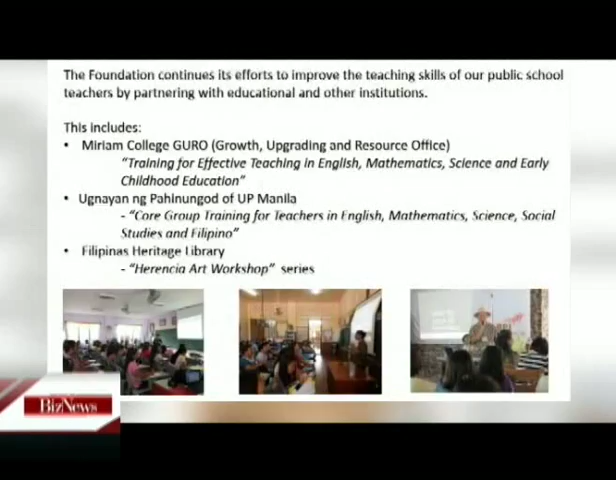 The Foundation continues its efforts to improve the teaching skills of our public school
teachers by partnering with educational and other institutions.
This includes:
• Miriam College GURO (Growth, Upgrading and Resource Office)
"Training for Effective Teaching in English, Mathematics, Science and Early
Childhood Education"
• Ugnayan ng Pahinungod of UP Manila
- "Core Group Training for Teachers in English, Mathematics, Science, Social
Studies and Filipino"
• Filipinas Heritage Library
- "Herencia Art Workshop" series
BizNews